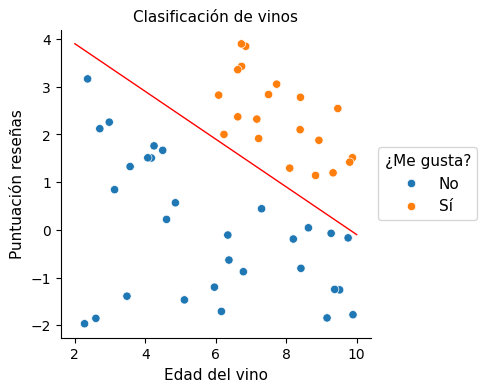 Clasificación de vinos
Puntuación reseñas
4
3
2
1
0
−1
−2
2
4
6
8
10
Edad del vino
¿Me gusta?
No
Sí